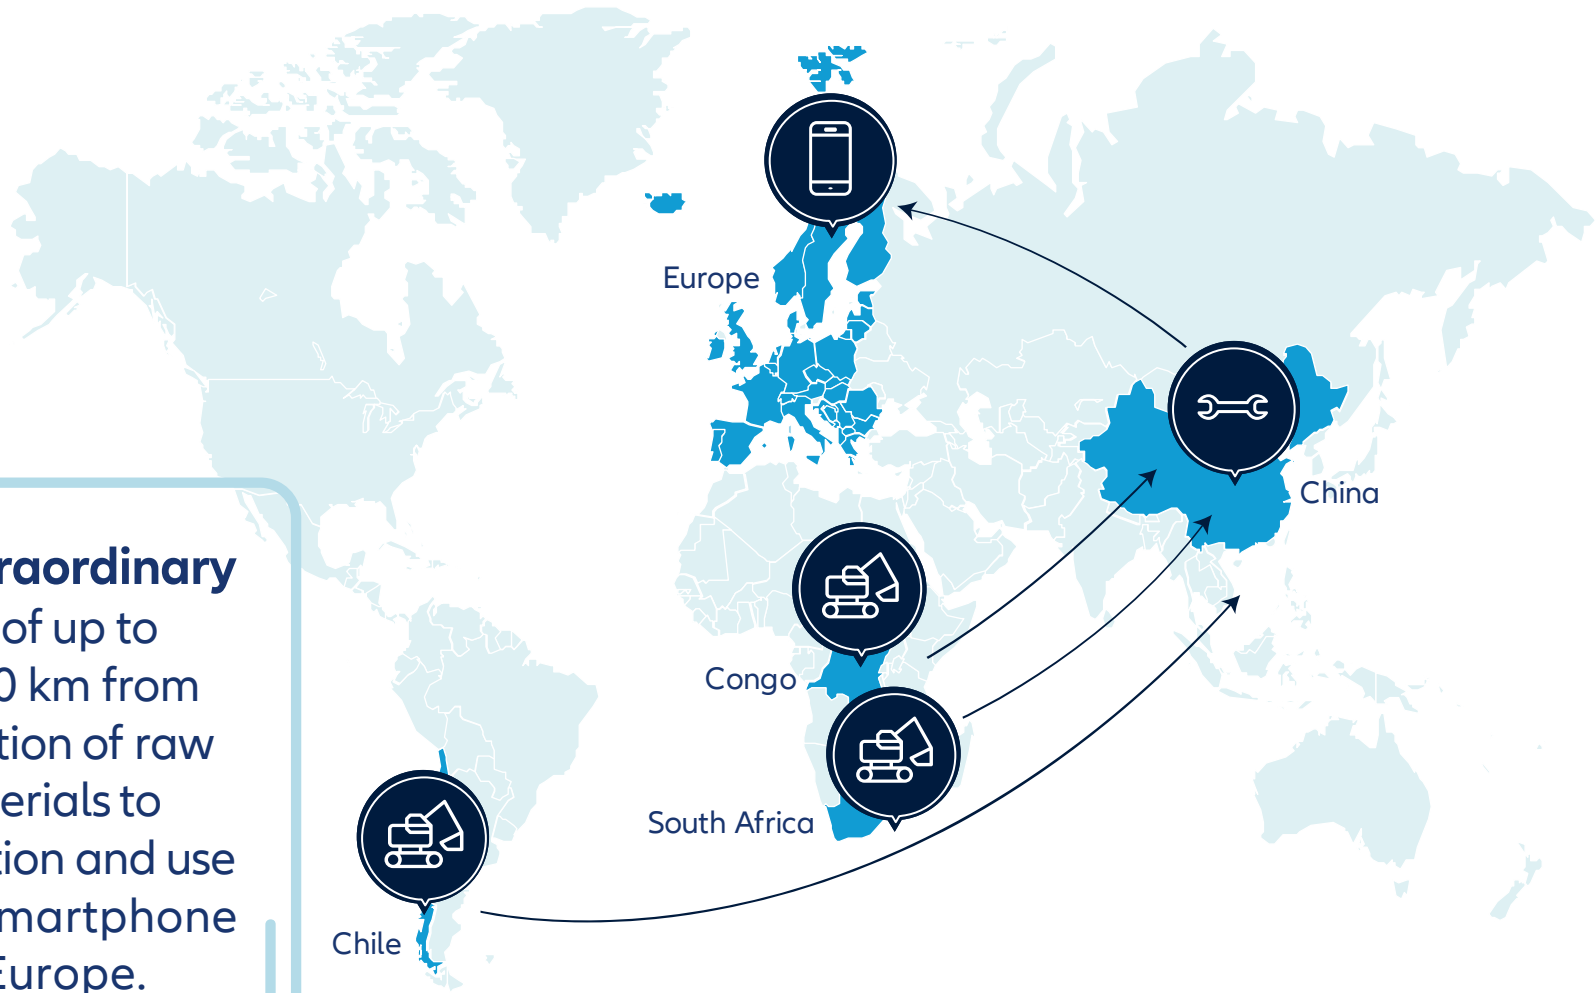 Europe
China
Congo
South Africa
Chile
raordinary
of up to
0 km from
tion of raw
erials to
tion and use
martphone
Europe.